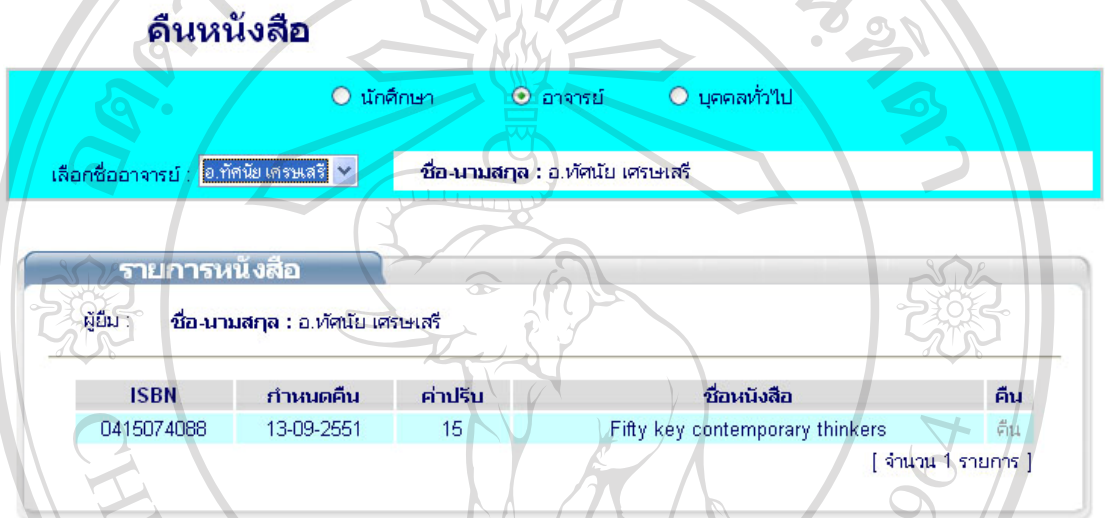 คืนหนังสือ
นักศึกษา อาจารย์ บุคคลทั่วไป
เลือกชื่ออาจารย์ : อ.ทัศนัย เศรษเสรี ชื่อ-นามสกุล : อ.ทัศนัย เศรษเสรี
รายการหนังสือ
ผู้ยืม : ชื่อ-นามสกุล : อ.ทัศนัย เศรษเสรี
ISBN กำหนดคืน ค่าปรับ ชื่อหนังสือ คืน
0415074088 13-09-2551 15 Fifty key contemporary thinkers คืน
[ จำนวน 1 รายการ ]